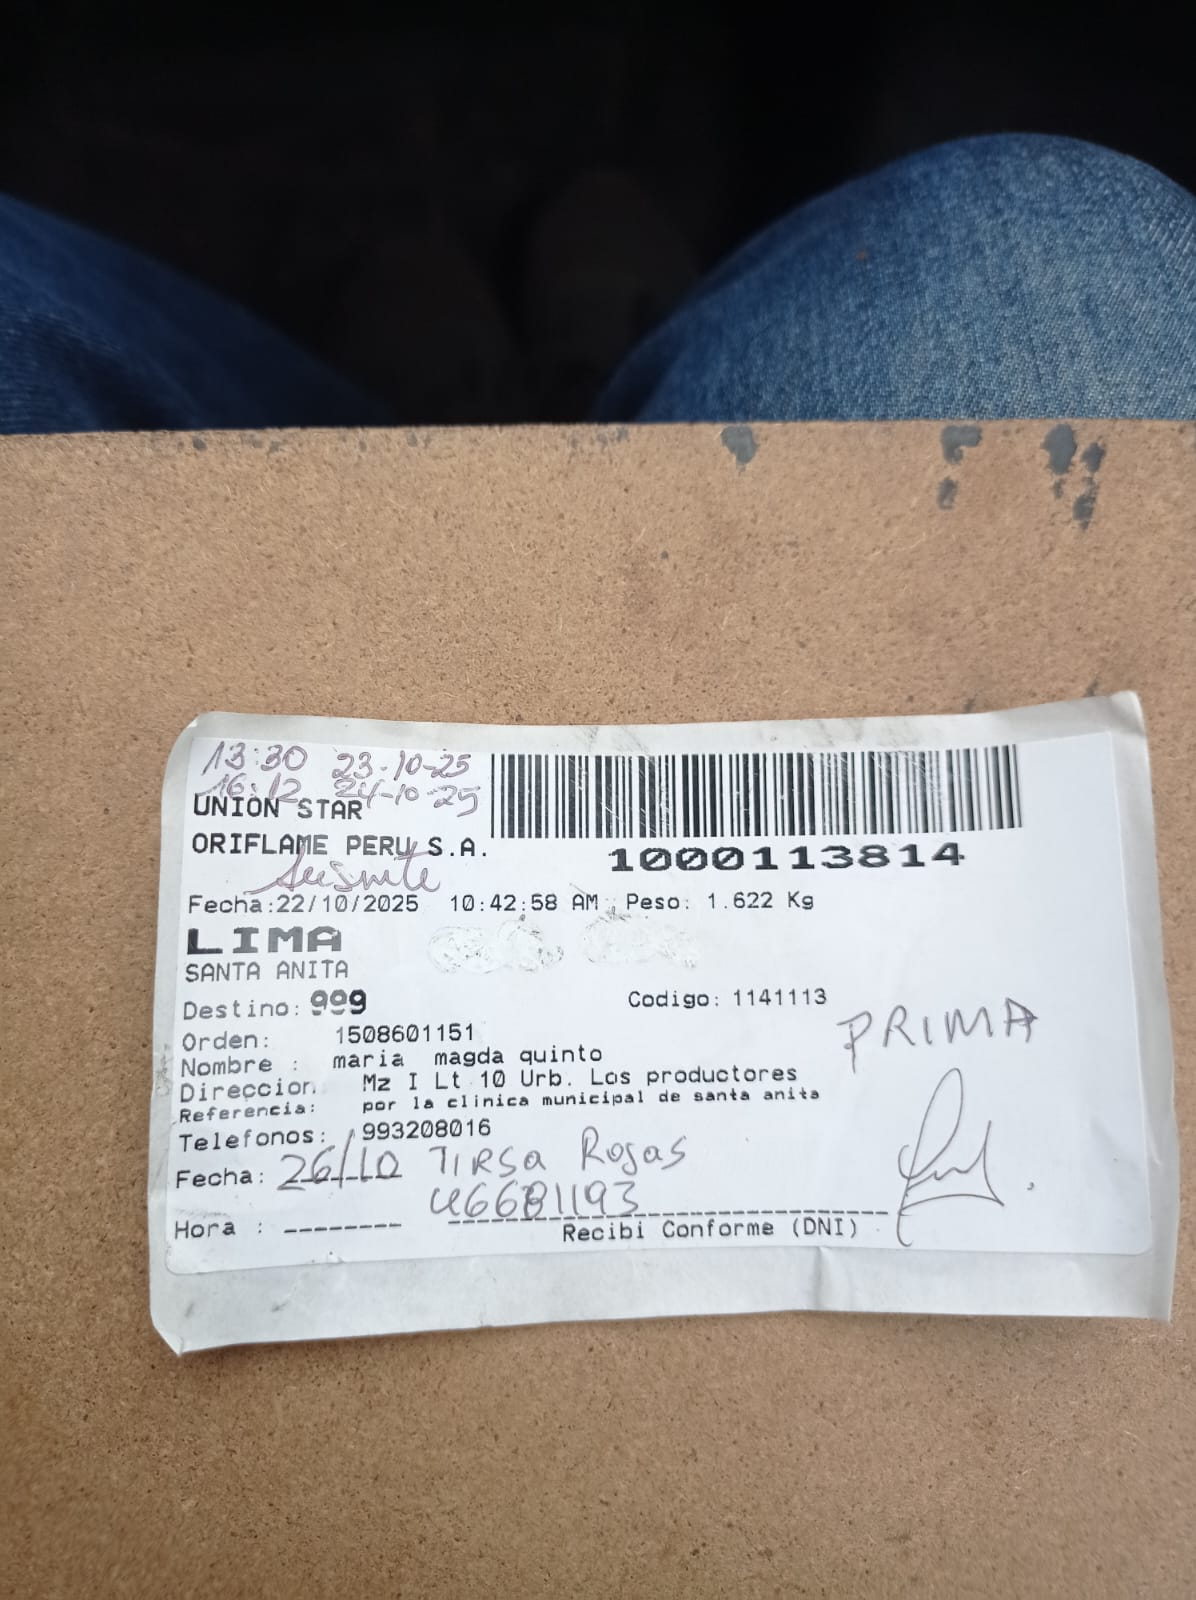 13:30 23-10-25
16:12 24-10-25
UNION STAR
ORIFLAME PERU S.A.
1000113814
Ausente
Fecha:22/10/2025 10:42:58 AM Peso: 1.622 Kg
LIMA
SANTA ANITA
Destino: 999
Codigo: 1141113
PRIMA
Orden: 1508601151
Nombre : maria magda quinto
Direccion Mz I Lt 10 Urb. Los productores
Referencia: por la clinica municipal de santa anita
Telefonos: 993208016
Fecha: 26/10 TIRSA Rojas
46681193
Hora : --------
Recibi Conforme (DNI)